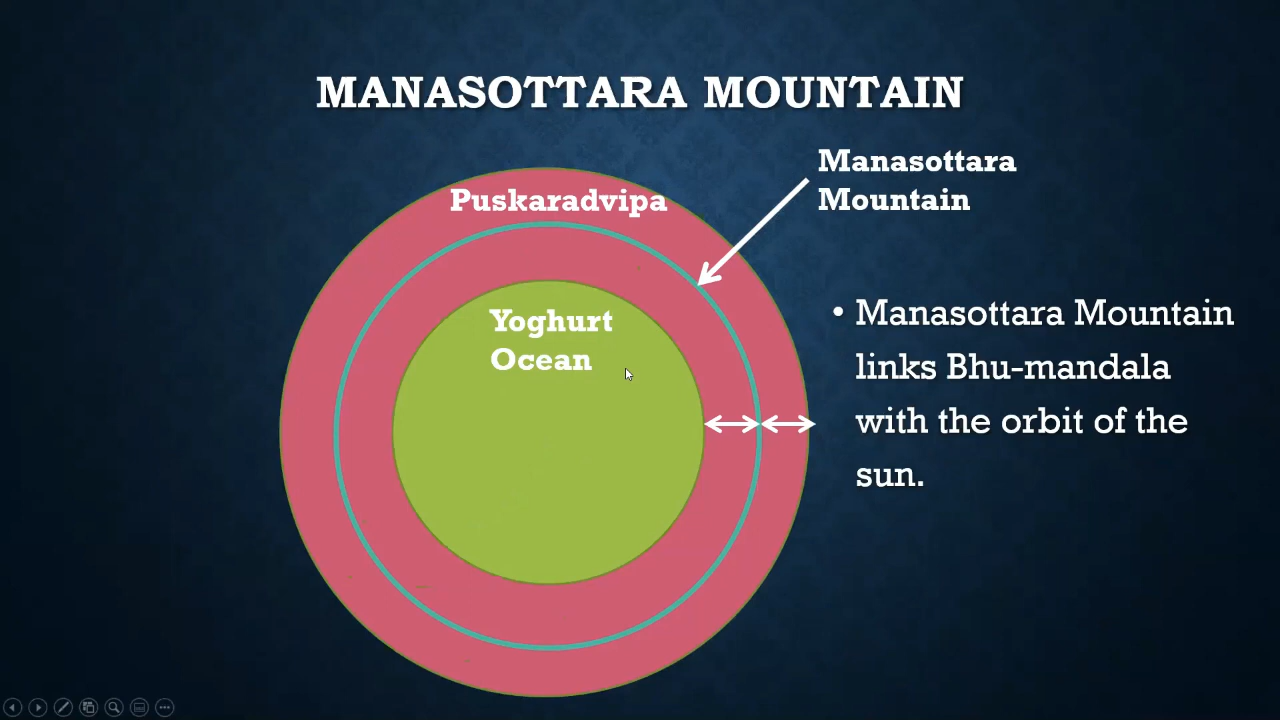 MANASOTTARA MOUNTAIN
Manasottara
Mountain
Puskaradvipa
Yoghurt
Ocean
• Manasottara Mountain
links Bhu-mandala
with the orbit of the
sun.